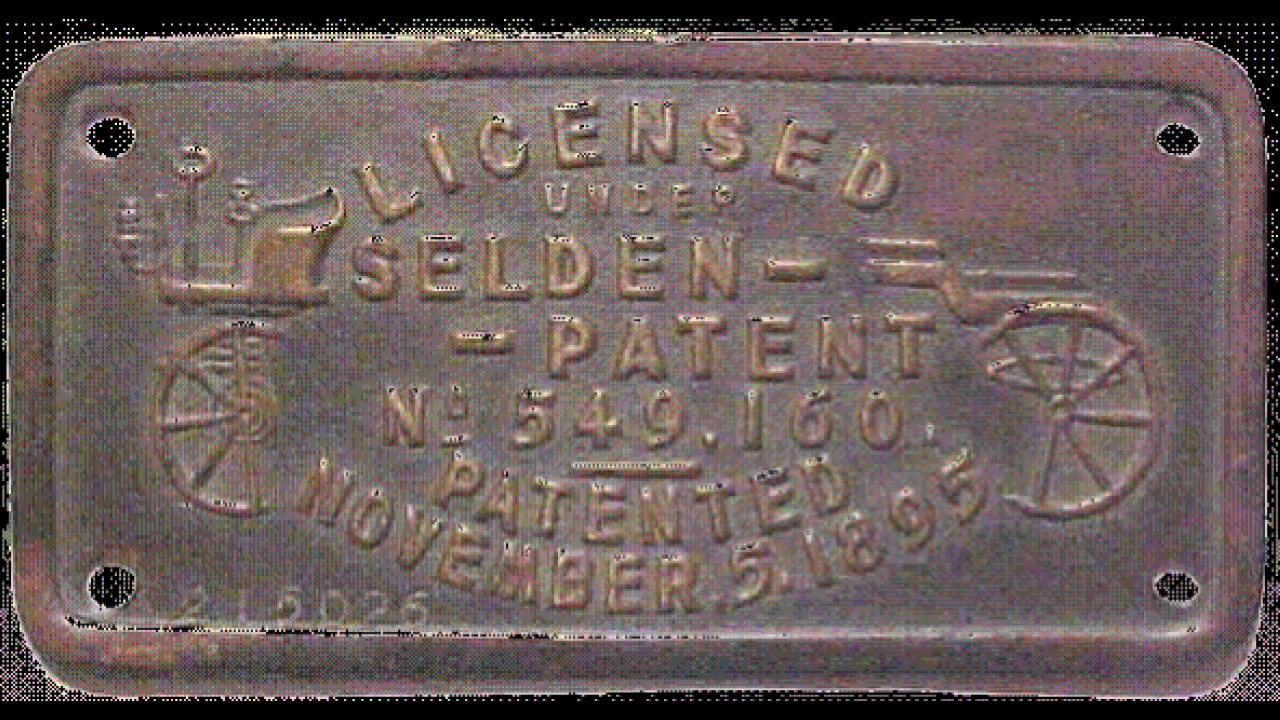 LICENSED
UNDER
SELDEN-
-PATENT
No 549.160.
PATENTED
NOVEMBER.5.1895